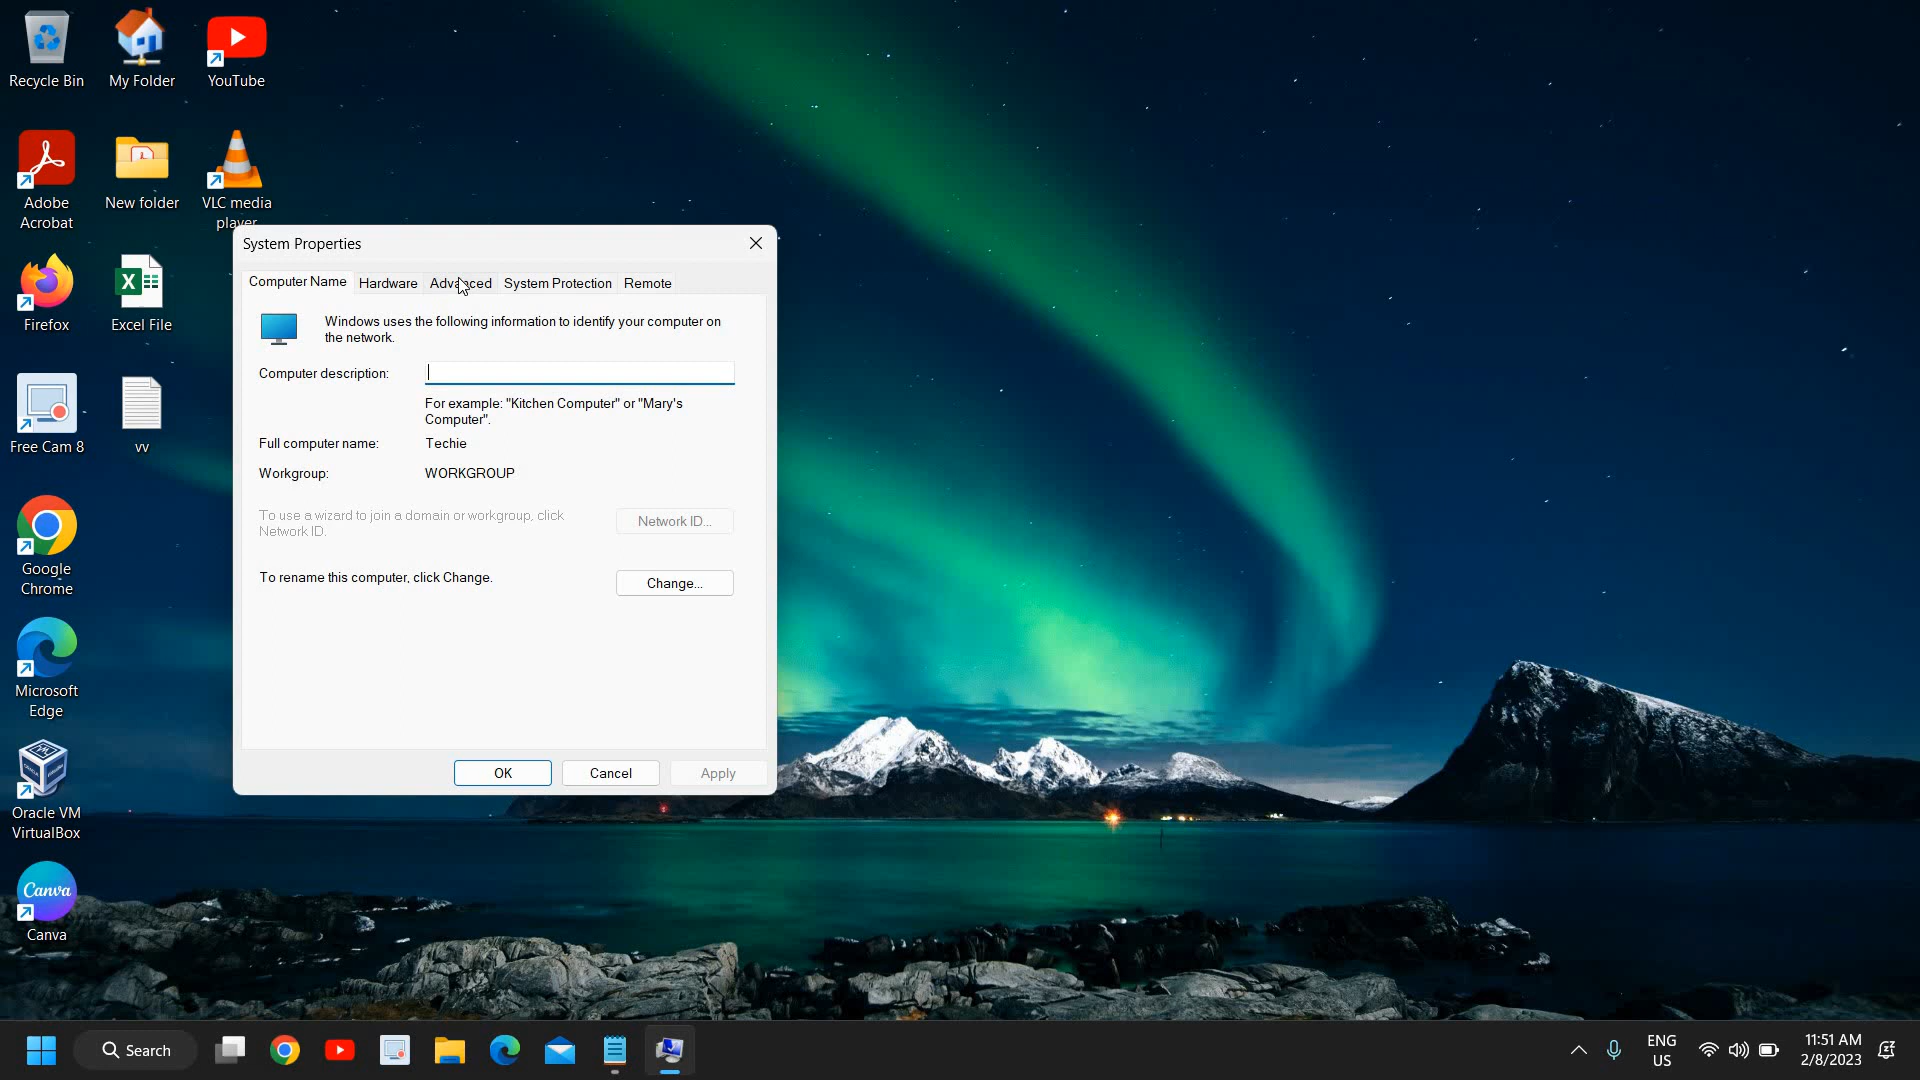 Recycle Bin
My Folder
YouTube
Adobe
Acrobat
New folder
VLC media
player
Firefox
Excel File
Free Cam 8
vv
Google
Chrome
Microsoft
Edge
Oracle VM
VirtualBox
Canva
Canva
System Properties
Computer Name
Hardware
Advanced
System Protection
Remote
Windows uses the following information to identify your computer on
the network.
Computer description:
For example: "Kitchen Computer" or "Mary's
Computer".
Full computer name:
Techie
Workgroup:
WORKGROUP
To use a wizard to join a domain or workgroup, click
Network ID.
Network ID...
To rename this computer, click Change.
Change...
OK
Cancel
Apply
Search
ENG
US
11:51 AM
2/8/2023